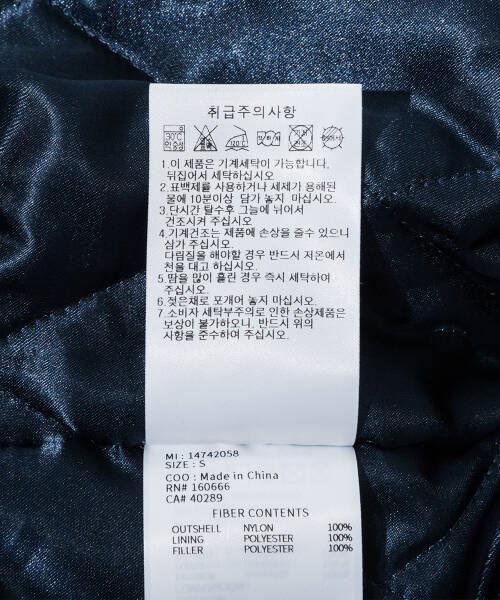 취급주의사항
30℃
약중성
120℃
1.이 제품은 기계세탁이 가능합니다.
뒤집어서 세탁하십시오
2.표백제를 사용하거나 세제가 용해된
물에 10분이상 담가 놓지 마십시오.
3.단시간 탈수후 그늘에 뉘어서
건조시켜 주십시오
4.기계건조는 제품에 손상을 줄수 있으니
삼가 주십시오.
다림질을 해야할 경우 반드시 저온에서
천을 대고 하십시오.
5.땀을 많이 흘린 경우 즉시 세탁하여
주십시오.
6.젖은채로 포개어 놓지 마십시오.
7.소비자 세탁부주의로 인한 손상제품은
보상이 불가하오니, 반드시 위의
사항을 준수하여 주십시오.
MI : 14742058
SIZE : S
COO : Made in China
RN# 160666
CA# 40289
FIBER CONTENTS
OUTSHELL NYLON 100%
LINING POLYESTER 100%
FILLER POLYESTER 100%